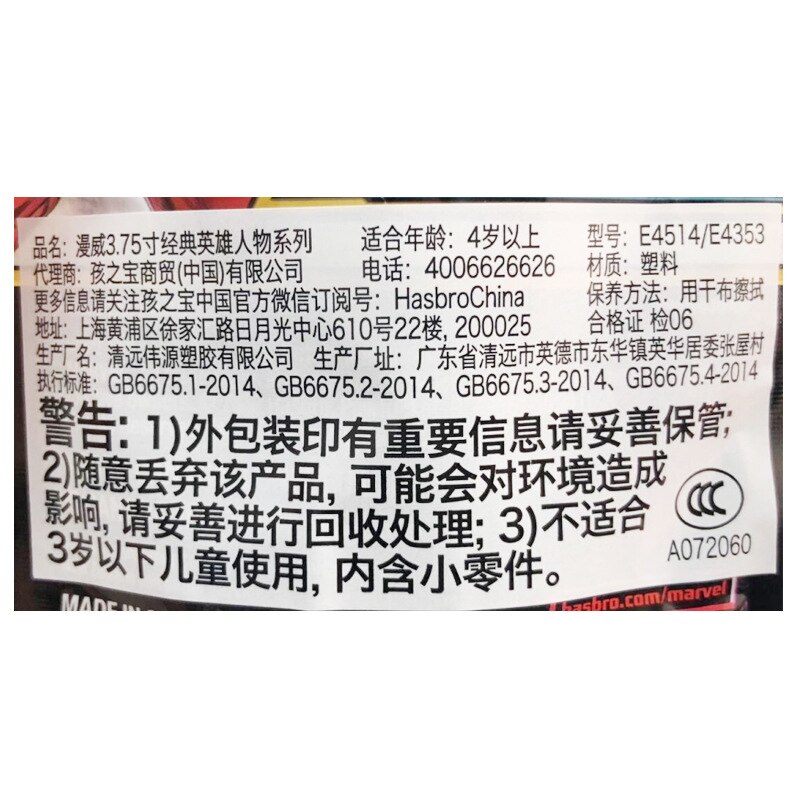 品名: 漫威3.75寸经典英雄人物系列 适合年龄: 4岁以上 型号: E4514/E4353
代理商: 孩之宝商贸(中国)有限公司 电话: 4006626626 材质: 塑料
更多信息请关注孩之宝中国官方微信订阅号: HasbroChina 保养方法: 用干布擦拭
地址: 上海黄浦区徐家汇路日月光中心610号22楼, 200025 合格证 检06
生产厂名: 清远伟源塑胶有限公司 生产厂址: 广东省清远市英德市东华镇英华居委张屋村
执行标准: GB6675.1-2014、GB6675.2-2014、GB6675.3-2014、GB6675.4-2014
警告: 1)外包装印有重要信息请妥善保管;
2)随意丢弃该产品, 可能会对环境造成
影响, 请妥善进行回收处理; 3)不适合
3岁以下儿童使用, 内含小零件。
CCC
A072060
MADE IN
hasbro.com/marvel